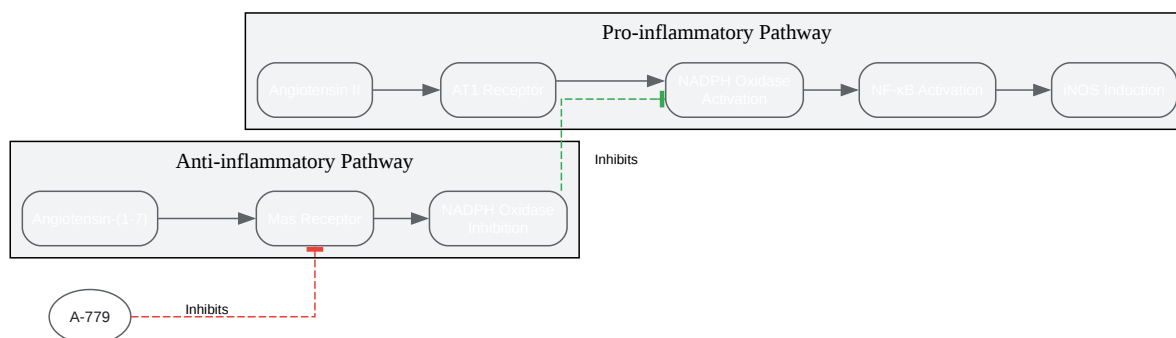 Pro-inflammatory Pathway
Angiotensin II
AT1 Receptor
NADPH Oxidase
Activation
NF-κB Activation
iNOS Induction
Inhibits
Anti-inflammatory Pathway
Angiotensin-(1-7)
Mas Receptor
NADPH Oxidase
Inhibition
A-779
Inhibits